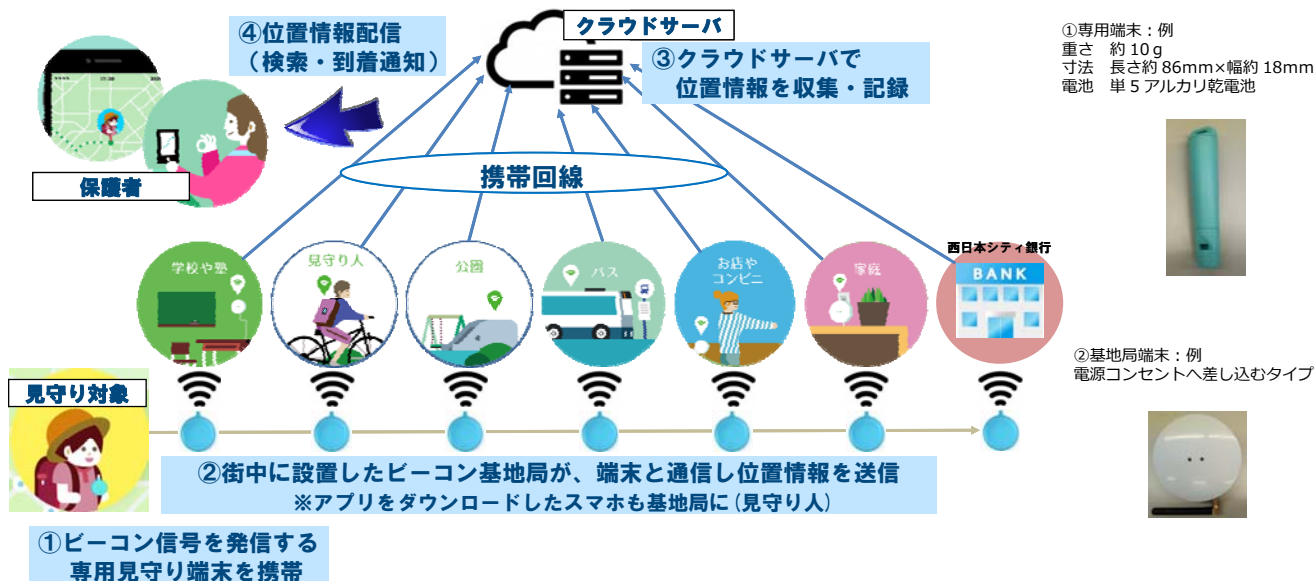 ④位置情報配信
（検索・到着通知）
クラウドサーバ
③クラウドサーバで
位置情報を収集・記録
保護者
携帯回線
学校や塾
見守り人
公園
バス
お店や
コンビニ
家庭
西日本シティ銀行
BANK
見守り対象
②街中に設置したビーコン基地局が、端末と通信し位置情報を送信
※アプリをダウンロードしたスマホも基地局に(見守り人)
①ビーコン信号を発信する
専用見守り端末を携帯
①専用端末：例
重さ　約10g
寸法　長さ約86mm×幅約18mm
電池　単5アルカリ乾電池
②基地局端末：例
電源コンセントへ差し込むタイプ